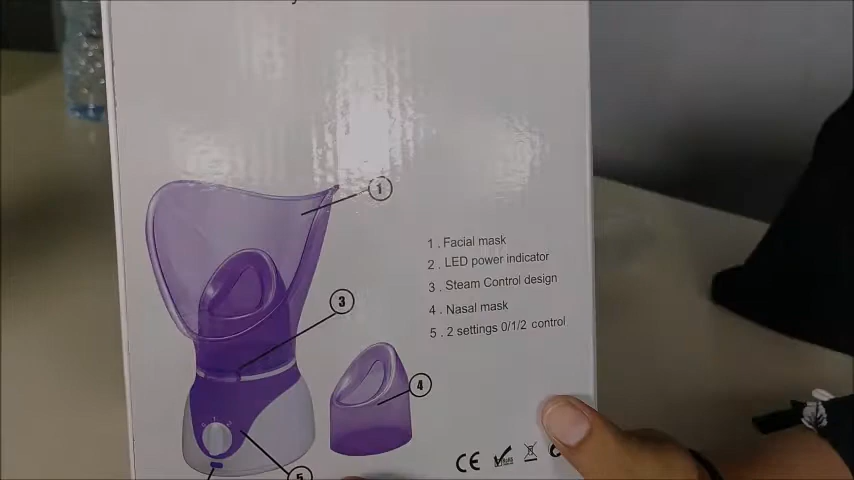 1
1 . Facial mask
2 . LED power indicator
3 . Steam Control design
3
4 . Nasal mask
5 . 2 settings 0/1/2 control
4
CE
5